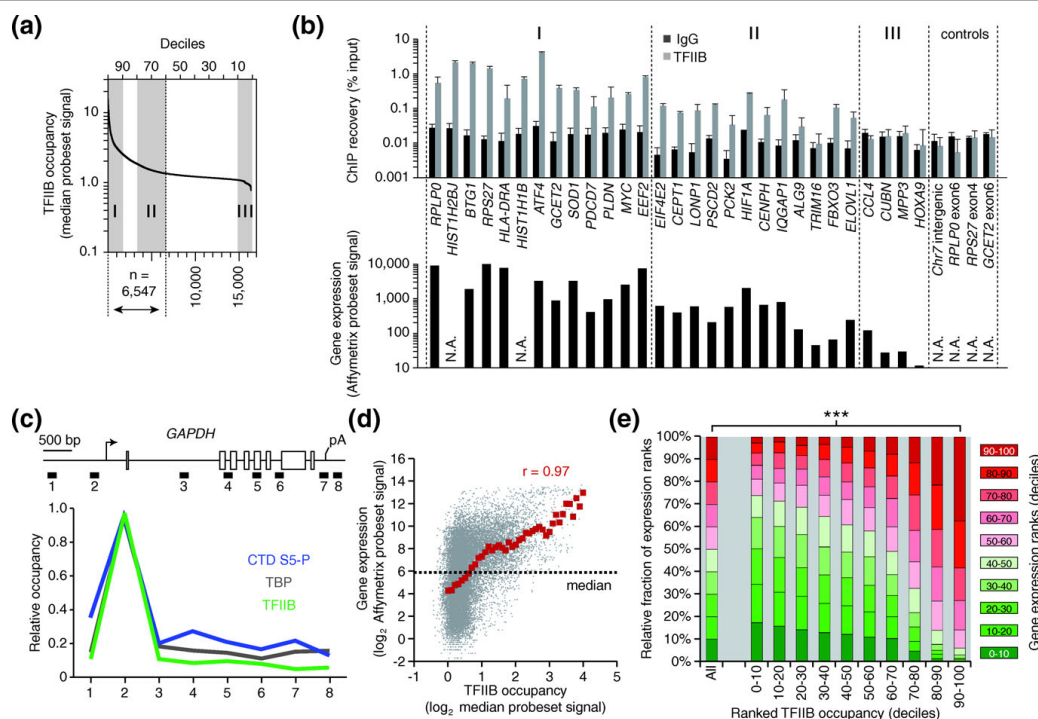 (a)
Deciles
90 70 50 30 10
TFIIB occupancy
(median probeset signal)
10
1.0
0.1
I II III
n =
6,547
10,000
15,000
(b)
I II III controls
IgG
TFIIB
ChIP recovery (% input)
10
1.0
0.1
0.01
0.001
RPLP0
HIST1H2BJ
BTG1
RPS27
HLA-DRA
HIST1H1B
ATF4
GCET2
SOD1
PDCD7
PLDN
MYC
EEF2
EIF4E2
CEPT1
LONP1
PSCD2
PCK2
HIF1A
CENPH
IQGAP1
ALG9
TRIM16
FBXO3
ELOVL1
CCL4
CUBN
MPP3
HOXA9
Chr7 intergenic
RPLP0 exon6
RPS27 exon4
GCET2 exon6
Gene expression
(Affymetrix probeset signal)
10,000
1,000
100
10
N.A.
N.A.
N.A.
N.A.
N.A.
N.A.
(c)
500 bp
GAPDH
pA
1 2 3 4 5 6 7 8
Relative occupancy
1.0
0.8
0.6
0.4
0.2
0
CTD S5-P
TBP
TFIIB
1 2 3 4 5 6 7 8
(d)
r = 0.97
Gene expression
(log2 Affymetrix probeset signal)
16
14
12
10
8
6
4
2
0
-2
median
-1 0 1 2 3 4 5
TFIIB occupancy
(log2 median probeset signal)
(e)
***
Relative fraction of expression ranks
100%
90%
80%
70%
60%
50%
40%
30%
20%
10%
0%
All
0-10
10-20
20-30
30-40
40-50
50-60
60-70
70-80
80-90
90-100
Ranked TFIIB occupancy (deciles)
90-100
80-90
70-80
60-70
50-60
40-50
30-40
20-30
10-20
0-10
Gene expression ranks (deciles)